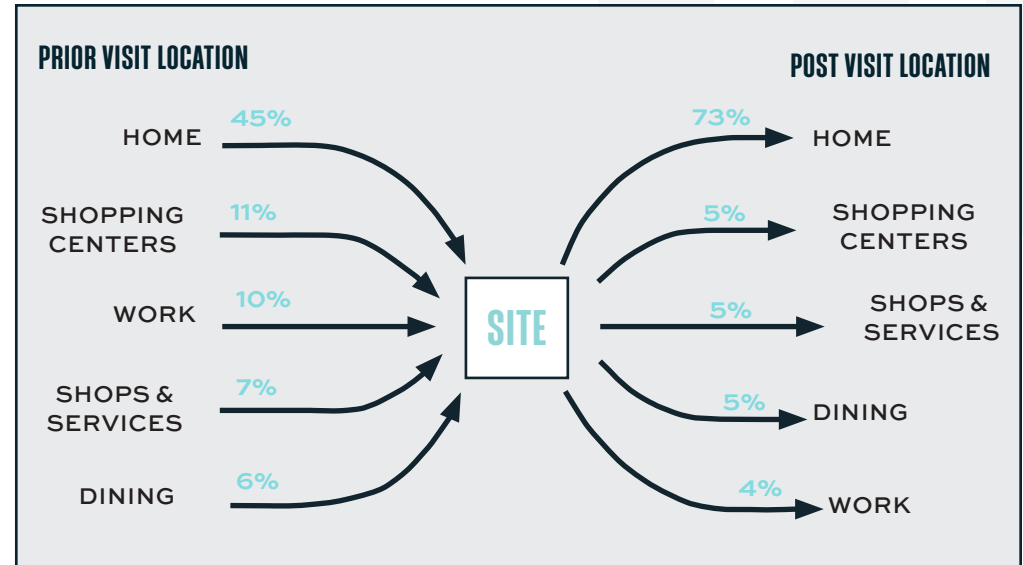 PRIOR VISIT LOCATION
45%
HOME
11%
SHOPPING
CENTERS
10%
WORK
7%
SHOPS &
SERVICES
6%
DINING
SITE
POST VISIT LOCATION
73%
HOME
5%
SHOPPING
CENTERS
5%
SHOPS &
SERVICES
5%
DINING
4%
WORK